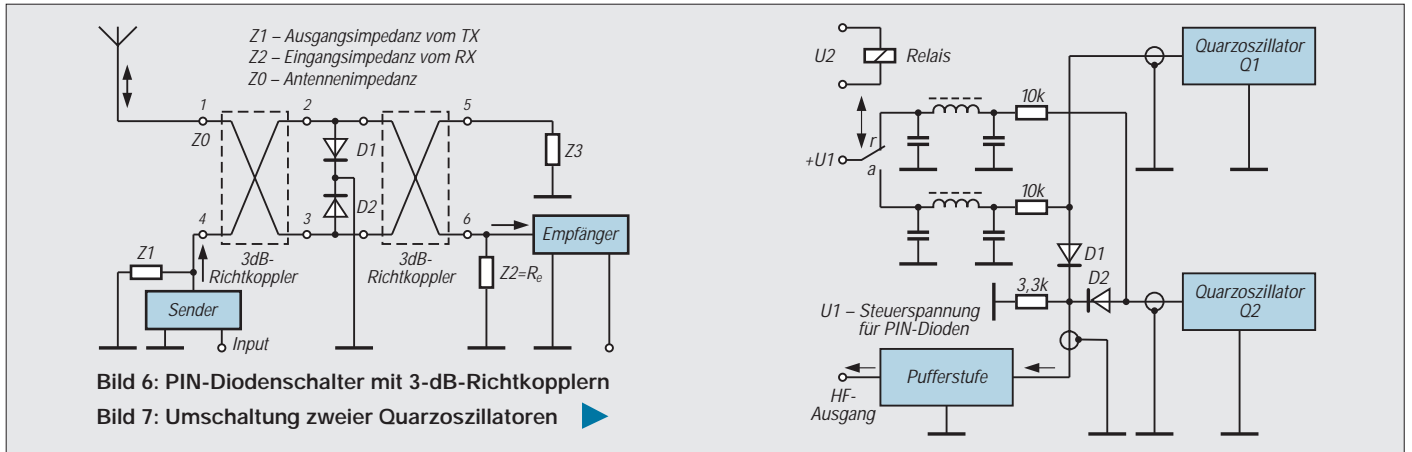 Z1 – Ausgangsimpedanz vom TX
Z2 – Eingangsimpedanz vom RX
Z0 – Antennenimpedanz
1
Z0
2
5
D1
Z3
D2
4
3
6
Empfänger
Z1
3dB-
Richtkoppler
3dB-
Richtkoppler
Z2=Re
Sender
Input
Bild 6: PIN-Diodenschalter mit 3-dB-Richtkopplern
Bild 7: Umschaltung zweier Quarzoszillatoren
U2
Relais
Quarzoszillator
Q1
10k
r
+U1
a
10k
D1
3,3k
D2
Quarzoszillator
Q2
U1 – Steuerspannung
für PIN-Dioden
Pufferstufe
HF-
Ausgang